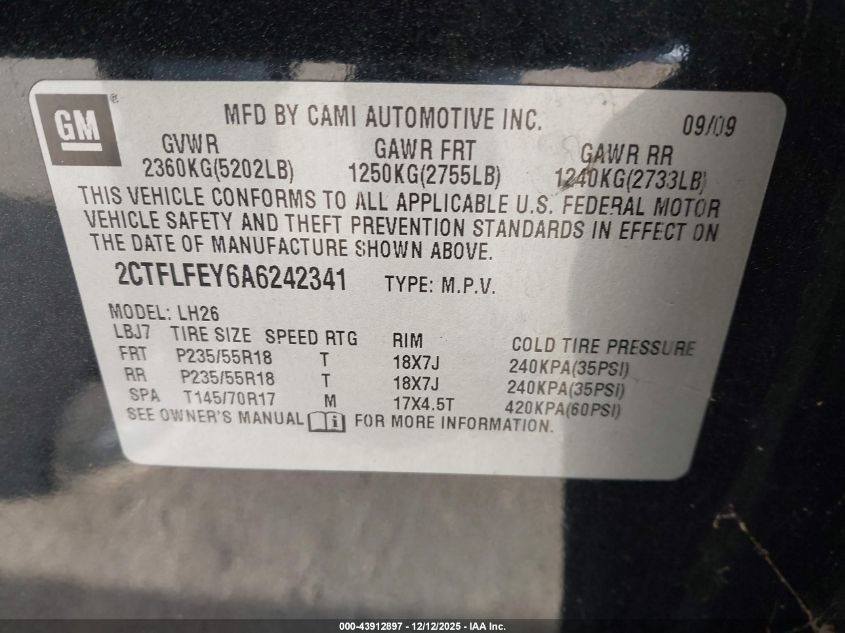 GM®
MFD BY CAMI AUTOMOTIVE INC. 09/09
GVWR GAWR FRT GAWR RR
2360KG(5202LB) 1250KG(2755LB) 1240KG(2733LB)
THIS VEHICLE CONFORMS TO ALL APPLICABLE U.S. FEDERAL MOTOR
VEHICLE SAFETY AND THEFT PREVENTION STANDARDS IN EFFECT ON
THE DATE OF MANUFACTURE SHOWN ABOVE.
2CTFLFEY6A6242341 TYPE: M.P.V.
MODEL: LH26
LBJ7 TIRE SIZE SPEED RTG RIM COLD TIRE PRESSURE
FRT P235/55R18 T 18X7J 240KPA(35PSI)
RR P235/55R18 T 18X7J 240KPA(35PSI)
SPA T145/70R17 M 17X4.5T 420KPA(60PSI)
SEE OWNER'S MANUAL i FOR MORE INFORMATION.
000-43912897 - 12/12/2025 - IAA Inc.